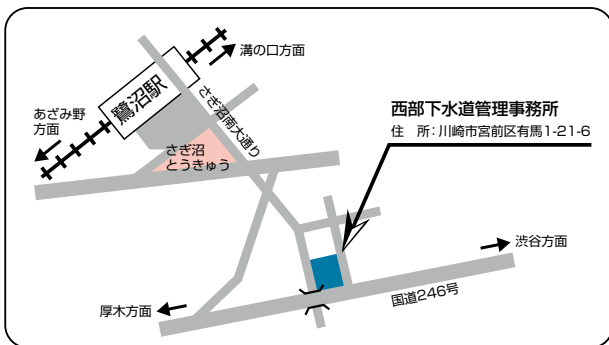 溝の口方面
鷺沼駅
あざみ野
方面
さぎ沼南大通り
さぎ沼
とうきゅう
西部下水道管理事務所
住　所：川崎市宮前区有馬1-21-6
渋谷方面
国道246号
厚木方面